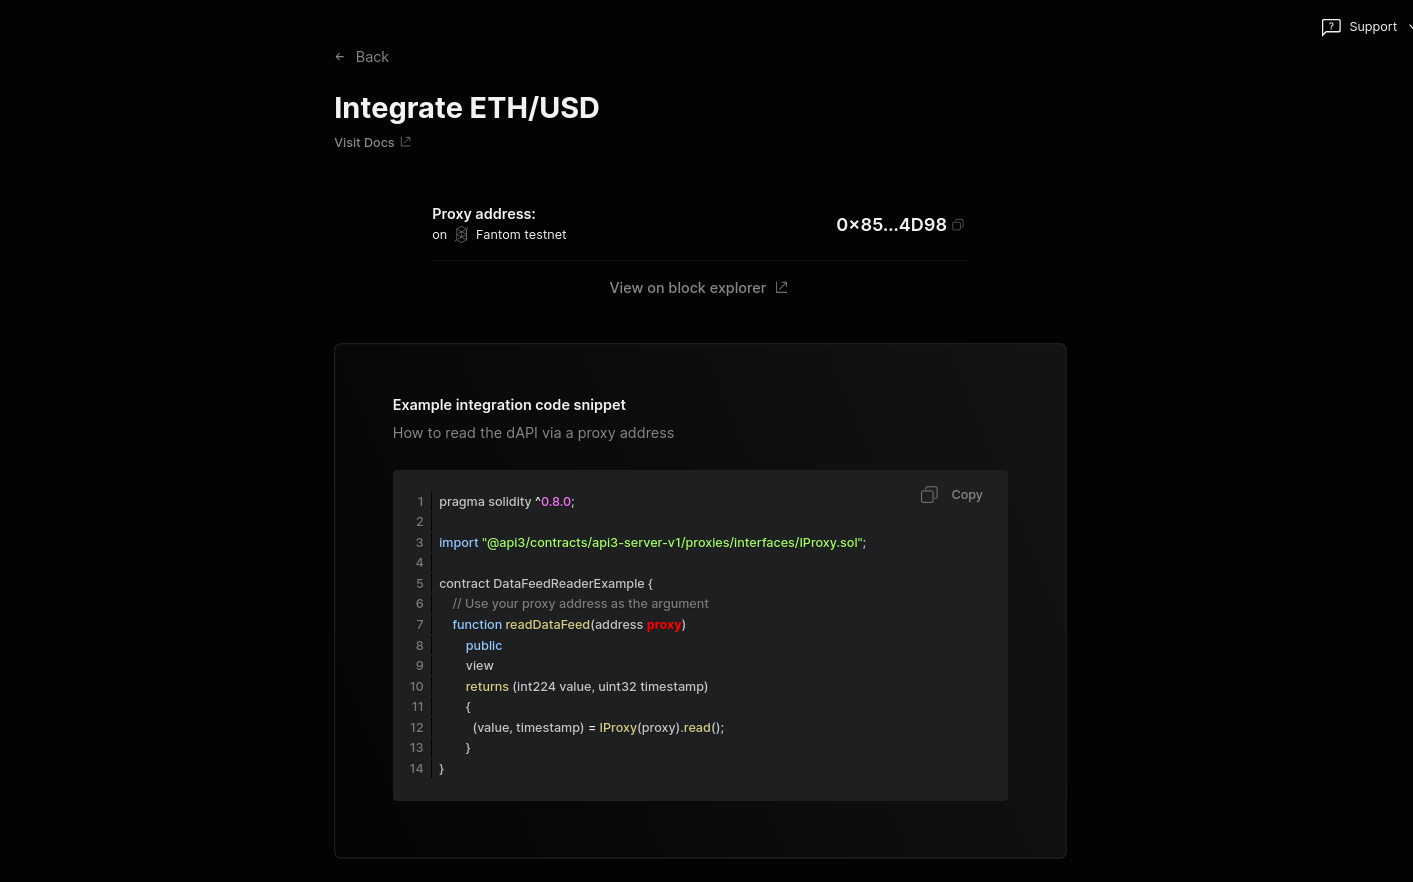 Support
← Back
Integrate ETH/USD
Visit Docs
Proxy address:
on Fantom testnet
0x85...4D98
View on block explorer
Example integration code snippet
How to read the dAPI via a proxy address
Copy
1 pragma solidity ^0.8.0;
2
3 import "@api3/contracts/api3-server-v1/proxies/interfaces/IProxy.sol";
4
5 contract DataFeedReaderExample {
6 // Use your proxy address as the argument
7 function readDataFeed(address proxy)
8 public
9 view
10 returns (int224 value, uint32 timestamp)
11 {
12 (value, timestamp) = IProxy(proxy).read();
13 }
14 }